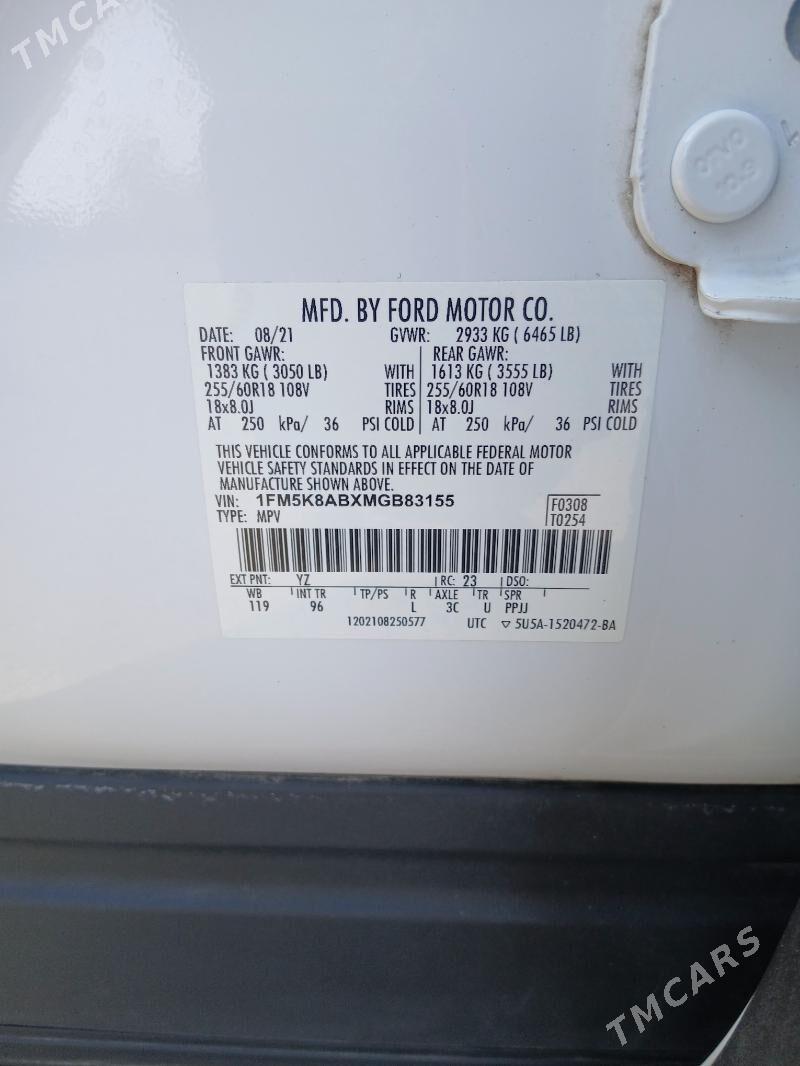 TMCARS
MFD. BY FORD MOTOR CO.
DATE: 08/21 GVWR: 2933 KG ( 6465 LB)
FRONT GAWR: REAR GAWR:
1383 KG ( 3050 LB) WITH 1613 KG ( 3555 LB) WITH
255/60R18 108V TIRES 255/60R18 108V TIRES
18x8.0J RIMS 18x8.0J RIMS
AT 250 kPa/ 36 PSI COLD AT 250 kPa/ 36 PSI COLD
THIS VEHICLE CONFORMS TO ALL APPLICABLE FEDERAL MOTOR
VEHICLE SAFETY STANDARDS IN EFFECT ON THE DATE OF
MANUFACTURE SHOWN ABOVE.
VIN: 1FM5K8ABXMGB83155 F0308
TYPE: MPV T0254
EXT PNT: YZ RC: 23 DSO:
WB INT TR TP/PS R AXLE TR SPR
119 96 L 3C U PPJJ
1202108250577 UTC ▽ 5U5A-1520472-BA
TMCARS